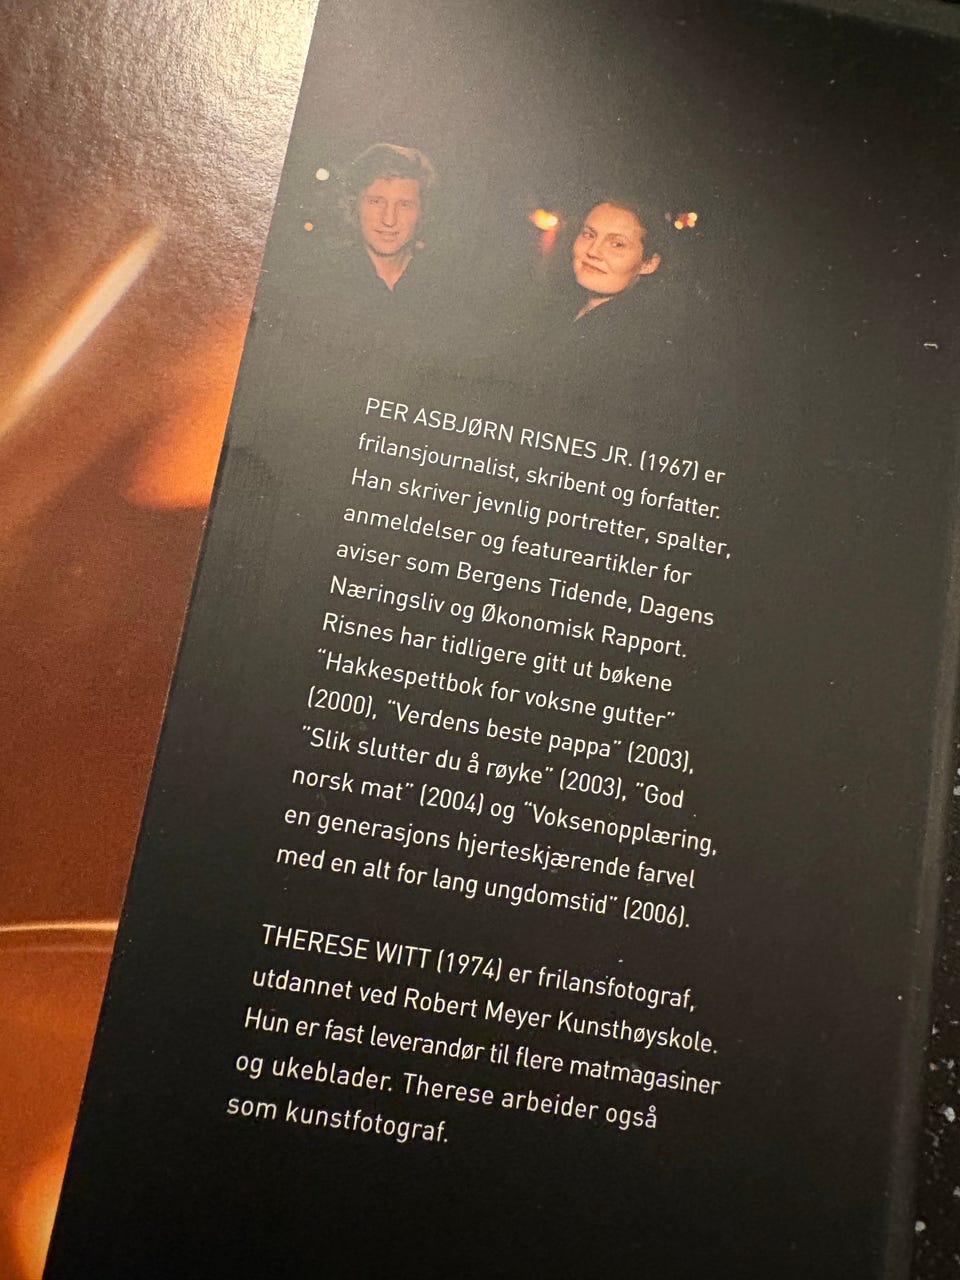 PER ASBJØRN RISNES JR. (1967) er
frilansjournalist, skribent og forfatter.
Han skriver jevnlig portretter, spalter,
anmeldelser og featureartikler for
aviser som Bergens Tidende, Dagens
Næringsliv og Økonomisk Rapport.
Risnes har tidligere gitt ut bøkene
“Hakkespettbok for voksne gutter”
(2000), “Verdens beste pappa” (2003),
”Slik slutter du å røyke” (2003), ”God
norsk mat” (2004) og “Voksenopplæring,
en generasjons hjerteskjærende farvel
med en alt for lang ungdomstid” (2006).
THERESE WITT (1974) er frilansfotograf,
utdannet ved Robert Meyer Kunsthøyskole.
Hun er fast leverandør til flere matmagasiner
og ukeblader. Therese arbeider også
som kunstfotograf.